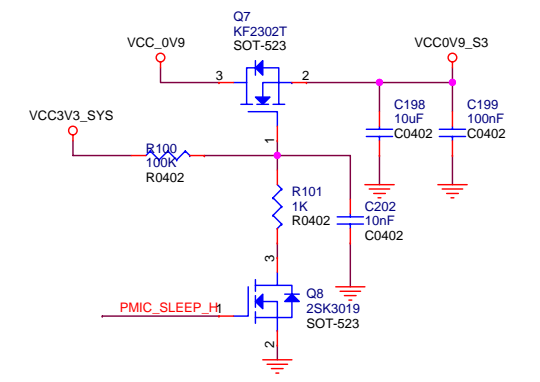 Q7
KF2302T
SOT-523
VCC_0V9
VCC0V9_S3
3
2
1
VCC3V3_SYS
C198
10uF
C0402
C199
100nF
C0402
R100
100K
R0402
R101
1K
R0402
C202
10nF
C0402
3
Q8
2SK3019
SOT-523
PMIC_SLEEP_H
1
2